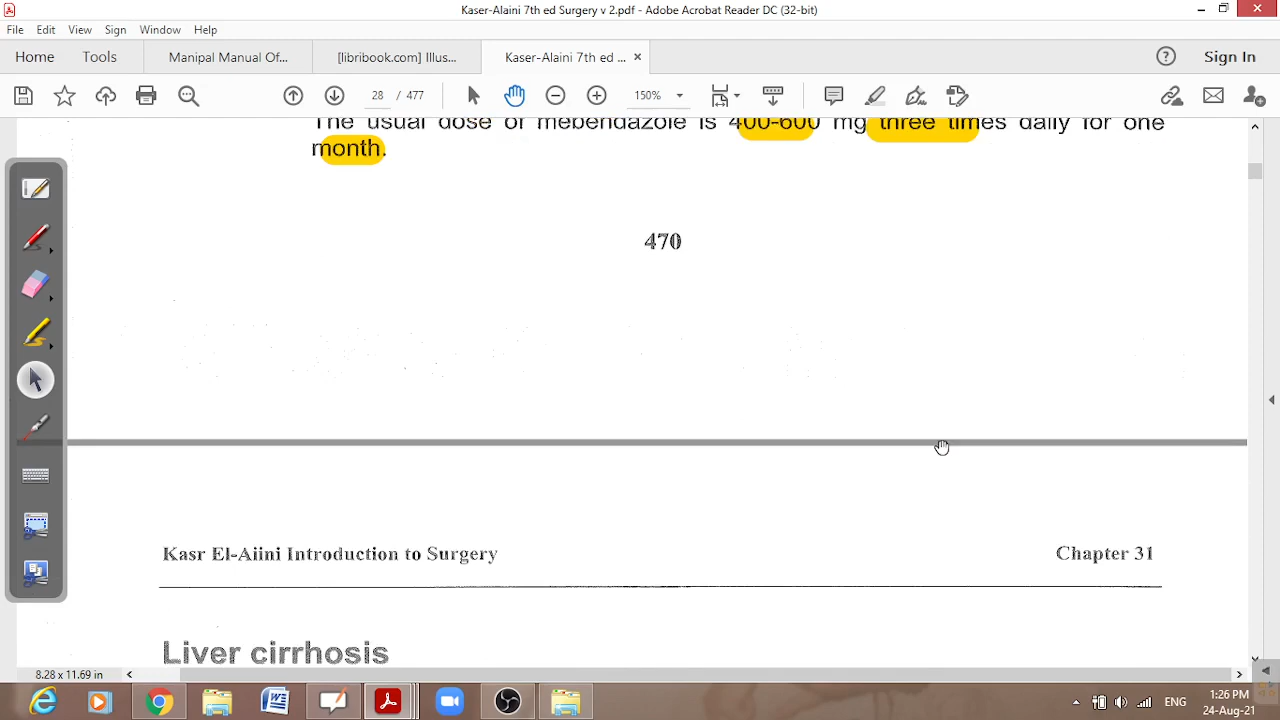 Kaser-Alaini 7th ed Surgery v 2.pdf - Adobe Acrobat Reader DC (32-bit)
File Edit View Sign Window Help
Home Tools Manipal Manual Of... [libribook.com] Illus... Kaser-Alaini 7th ed ... Sign In
28 / 477 150%
The usual dose of mebendazole is 400-600 mg three times daily for one
month.
470
Kasr El-Aiini Introduction to Surgery Chapter 31
Liver cirrhosis
8.28 x 11.69 in
ENG
1:26 PM
24-Aug-21